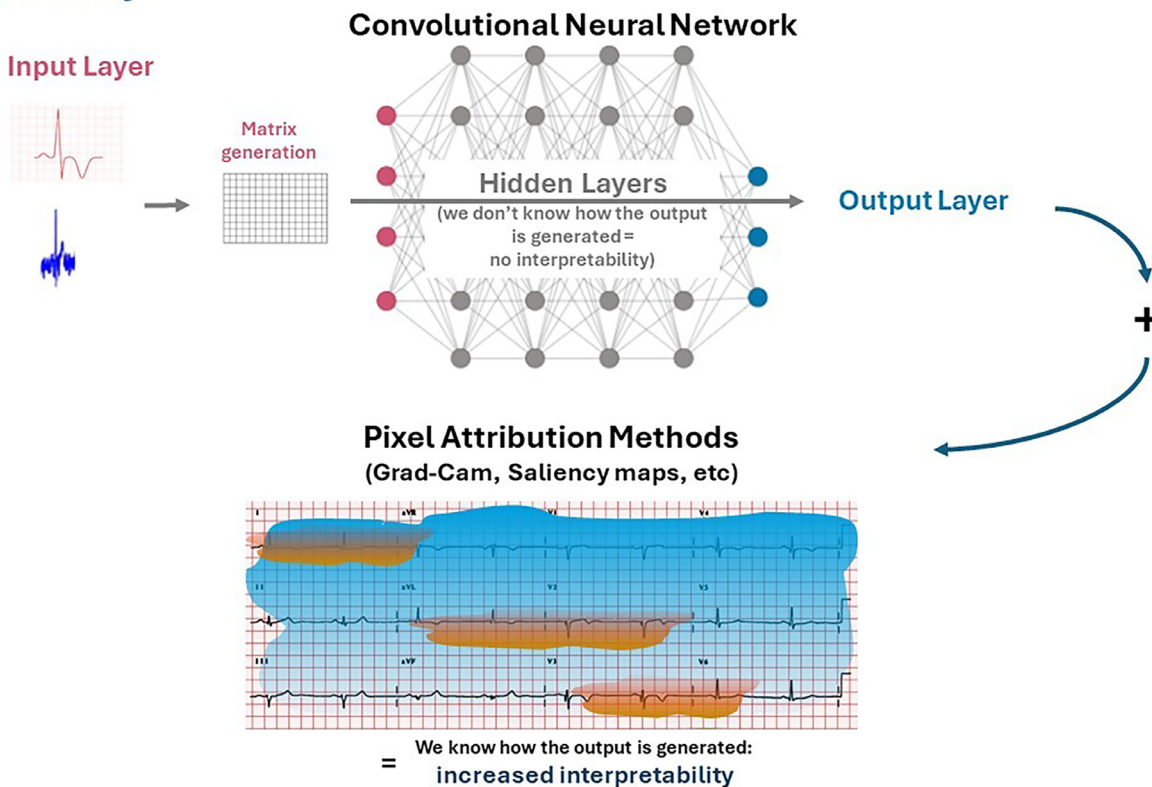 Convolutional Neural Network
Input Layer
Matrix
generation
Hidden Layers
(we don't know how the output
is generated=
no interpretability)
Output Layer
+
Pixel Attribution Methods
(Grad-Cam, Saliency maps, etc)
I aVR V1 V4
II aVL V2 V5
III aVF V3 V6
= We know how the output is generated:
increased interpretability